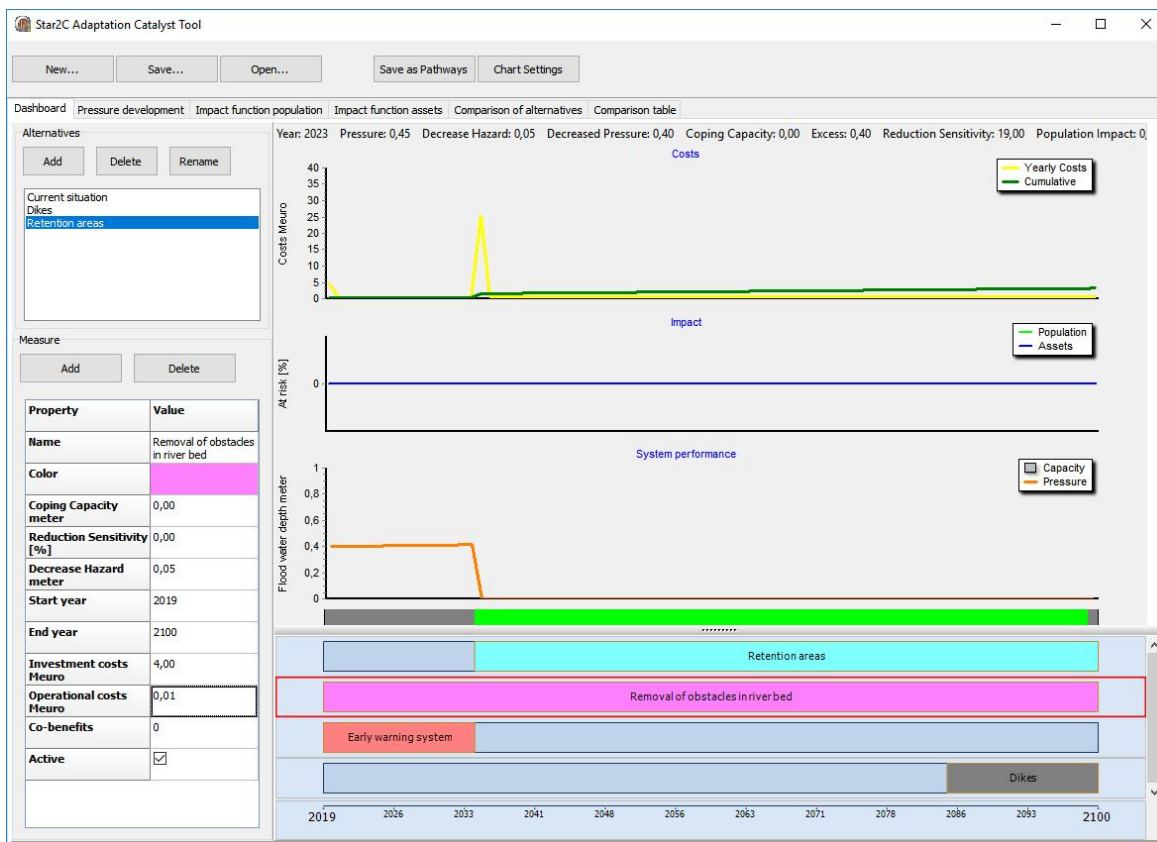 Star2C Adaptation Catalyst Tool
New... Save... Open... Save as Pathways Chart Settings
Dashboard Pressure development Impact function population Impact function assets Comparison of alternatives Comparison table
Alternatives
Add Delete Rename
Current situation
Dikes
Retention areas
Measure
Add Delete
Property Value
Name Removal of obstacles
in river bed
Color
Coping Capacity 0,00
meter
Reduction Sensitivity 0,00
[%]
Decrease Hazard 0,05
meter
Start year 2019
End year 2100
Investment costs 4,00
Meuro
Operational costs 0,01
Meuro
Co-benefits 0
Active
Year: 2023 Pressure: 0,45 Decrease Hazard: 0,05 Decreased Pressure: 0,40 Coping Capacity: 0,00 Excess: 0,40 Reduction Sensitivity: 19,00 Population Impact: 0,
Costs
Costs Meuro
40
35
30
25
20
15
10
5
0
Yearly Costs
Cumulative
Impact
At risk [%]
0
Population
Assets
System performance
Flood water depth meter
1
0,8
0,6
0,4
0,2
0
Capacity
Pressure
Retention areas
Removal of obstacles in river bed
Early warning system
Dikes
2019 2026 2033 2041 2048 2056 2063 2071 2078 2086 2093 2100